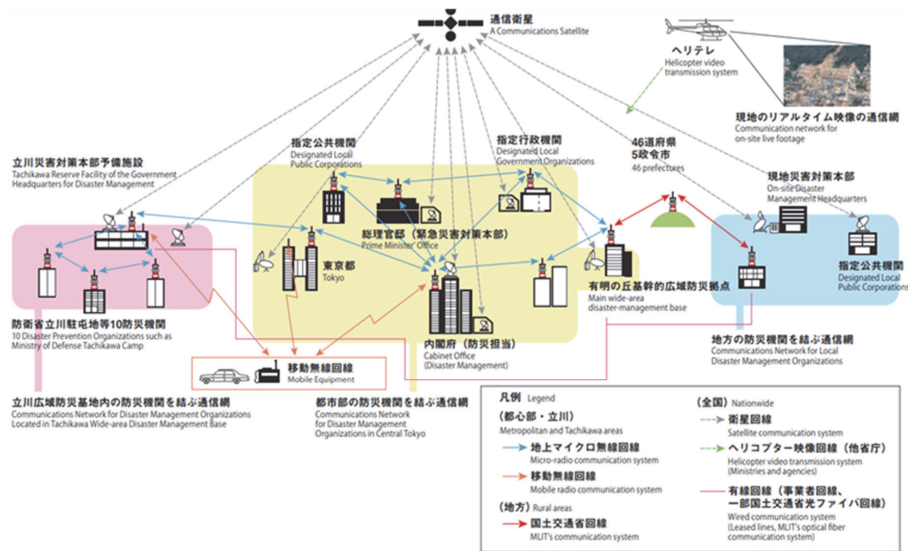 通信衛星
A Communications Satellite
ヘリテレ
Helicopter video
transmission system
現地のリアルタイム映像の通信網
Communication network for
on-site live footage
指定公共機関
Designated Local
Public Corporations
指定行政機関
Designated Local
Government Organizations
46道府県
5政令市
46 prefectures
立川災害対策本部予備施設
Tachikawa Reserve Facility of the Government
Headquarters for Disaster Management
現地災害対策本部
On-site Disaster
Management Headquarters
総理官邸（緊急災害対策本部）
Prime Minister' Office
東京都
Tokyo
指定公共機関
Designated Local
Public Corporations
有明の丘基幹的広域防災拠点
Main wide-area
disaster-management base
防衛省立川駐屯地等10防災機関
10 Disaster Prevention Organizations such as
Ministry of Defense Tachikawa Camp
内閣府（防災担当）
Cabinet Office
(Disaster Management)
地方の防災機関を結ぶ通信網
Communications Network for Local
Disaster Management Organizations
移動無線回線
Mobile Equipment
立川広域防災基地内の防災機関を結ぶ通信網
Communications Network for Disaster Management Organizations
Located in Tachikawa Wide-area Disaster Management Base
都市部の防災機関を結ぶ通信網
Communications Network
for Disaster Management
Organizations in Central Tokyo
凡例 Legend
（都心部・立川）
Metropolitan and Tachikawa areas
地上マイクロ無線回線
Micro-radio communication system
移動無線回線
Mobile radio communication system
（地方）Rural areas
国土交通省回線
MLIT's communication system
（全国）Nationwide
衛星回線
Satellite communication system
ヘリコプター映像回線（他省庁）
Helicopter video transmission system
(Ministries and agencies)
有線回線（事業者回線、
一部国土交通省光ファイバ回線）
Wired communication system
(Leased lines, MLIT's optical fiber
communication system)